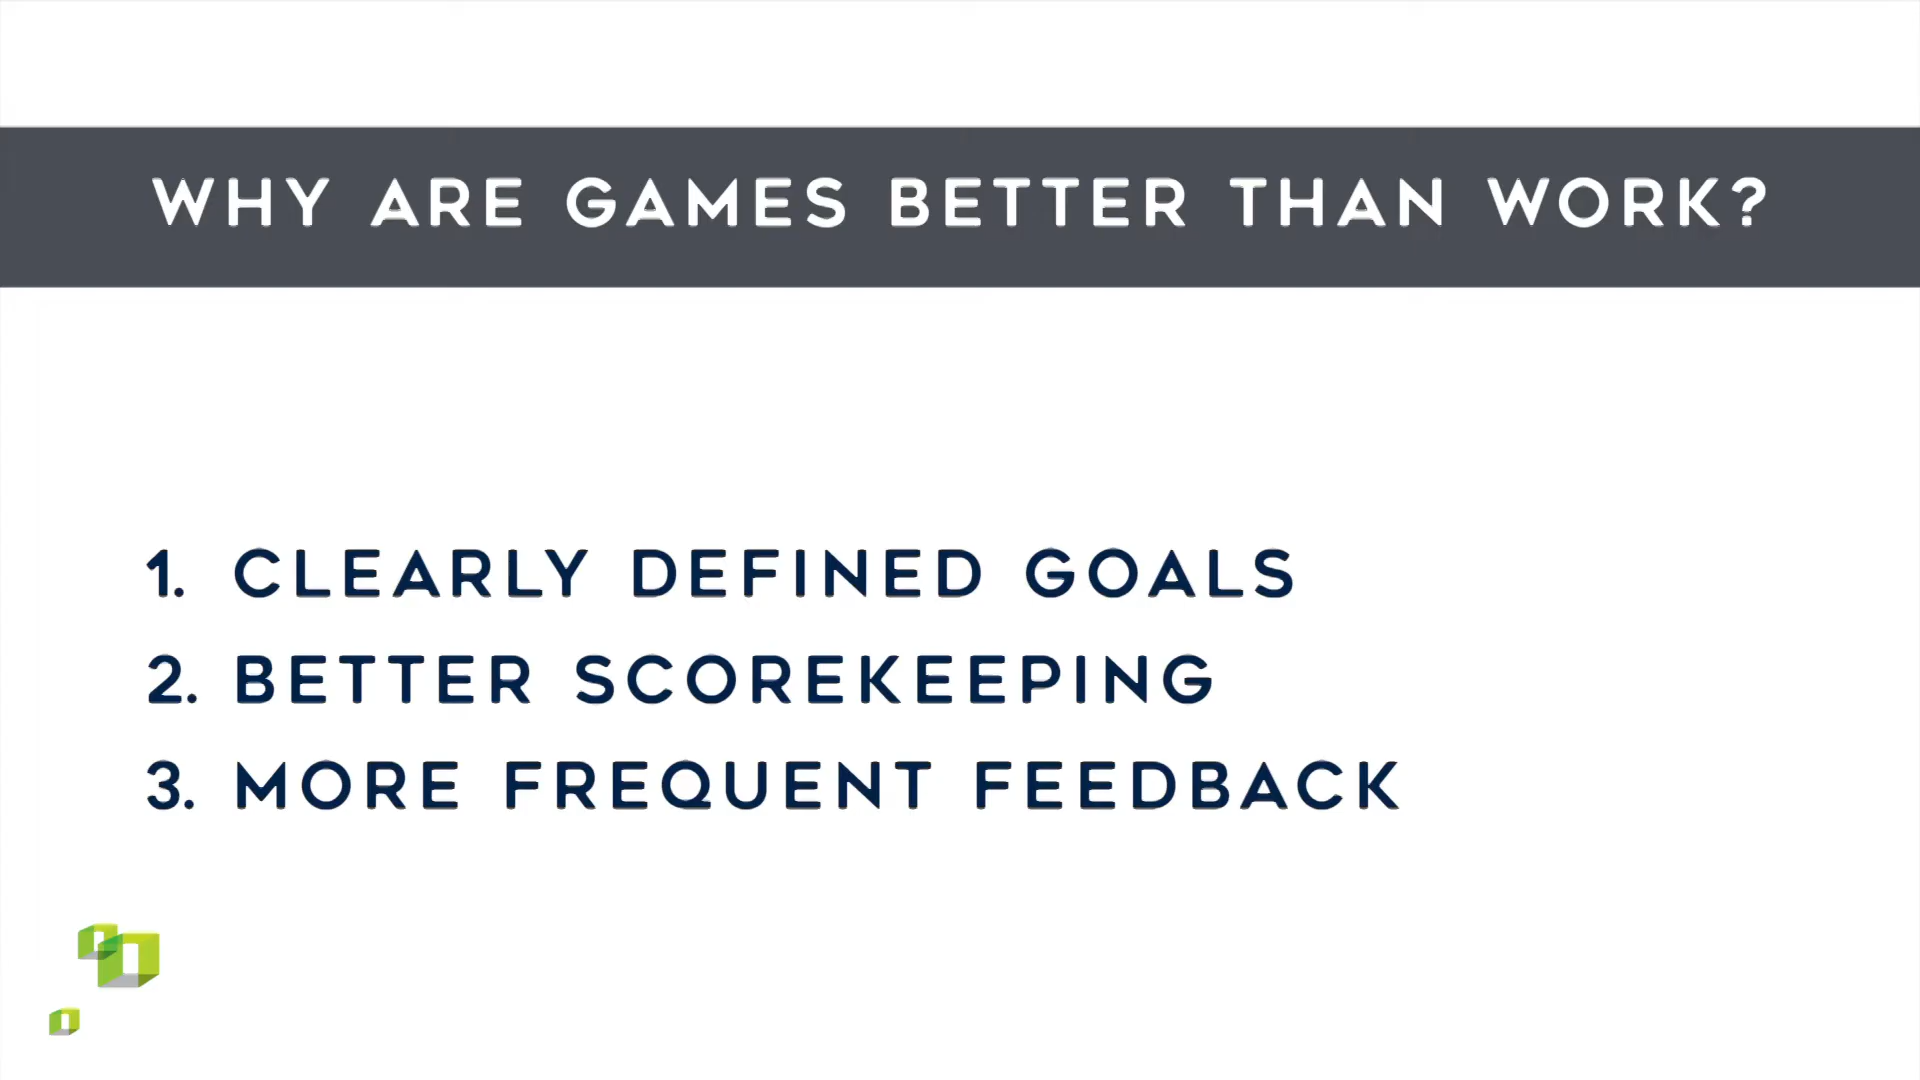 WHY ARE GAMES BETTER THAN WORK?
1. CLEARLY DEFINED GOALS
2. BETTER SCOREKEEPING
3. MORE FREQUENT FEEDBACK